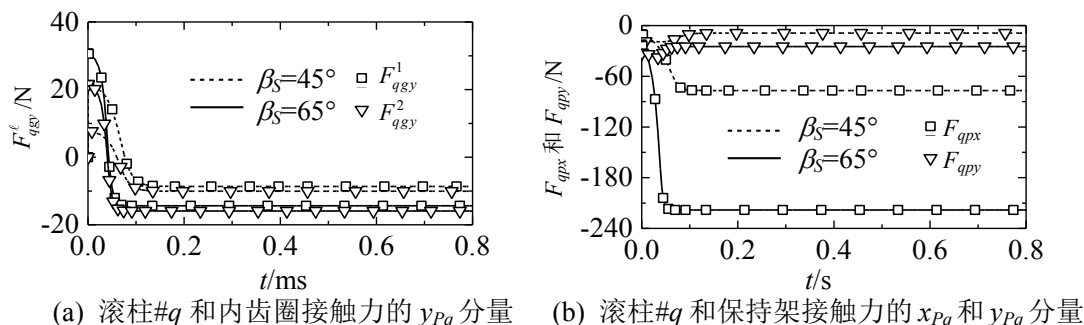 40
20
0
-20
0.0 0.2 0.4 0.6 0.8
F^ℓ_qgy/N
β_S=45° F^1_qgy
β_S=65° F^2_qgy
t/ms
(a) 滚柱#q 和内齿圈接触力的 y_Pq 分量
0
-60
-90
-150
-180
-210
-240
0.0 0.2 0.4 0.6 0.8
F_qpx 和 F_qpy/N
β_S=45° F_qpx
β_S=65° F_qpy
t/s
(b) 滚柱#q 和保持架接触力的 x_Pq 和 y_Pq 分量